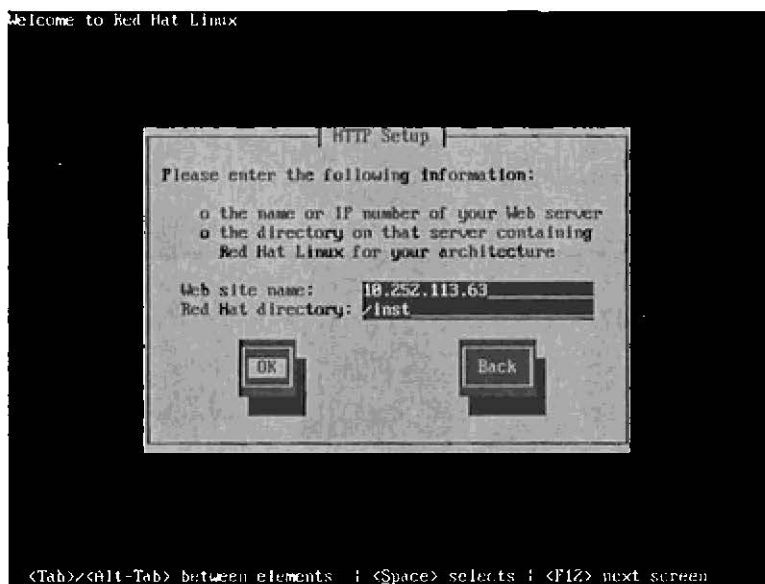 Welcome to Red Hat Linux
HTTP Setup
Please enter the following information:
o the name or IP number of your Web server
o the directory on that server containing
Red Hat Linux for your architecture
Web site name: 10.252.113.63
Red Hat directory: /inst
OK Back
<Tab>/<Alt-Tab> between elements | <Space> selects | <F12> next screen